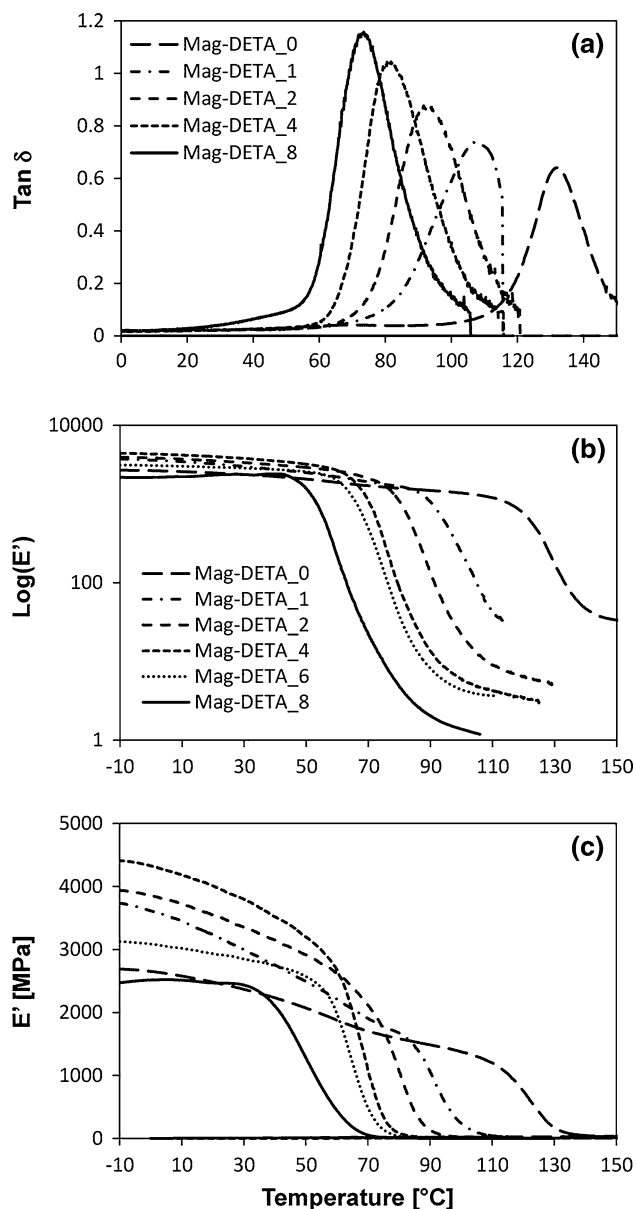 (a)
Mag-DETA_0
Mag-DETA_1
Mag-DETA_2
Mag-DETA_4
Mag-DETA_8
Tan δ
1.2
1
0.8
0.6
0.4
0.2
0
0 20 40 60 80 100 120 140
(b)
Log(E')
10000
100
1
Mag-DETA_0
Mag-DETA_1
Mag-DETA_2
Mag-DETA_4
Mag-DETA_6
Mag-DETA_8
-10 10 30 50 70 90 110 130 150
(c)
E' [MPa]
5000
4000
3000
2000
1000
0
-10 10 30 50 70 90 110 130 150
Temperature [°C]